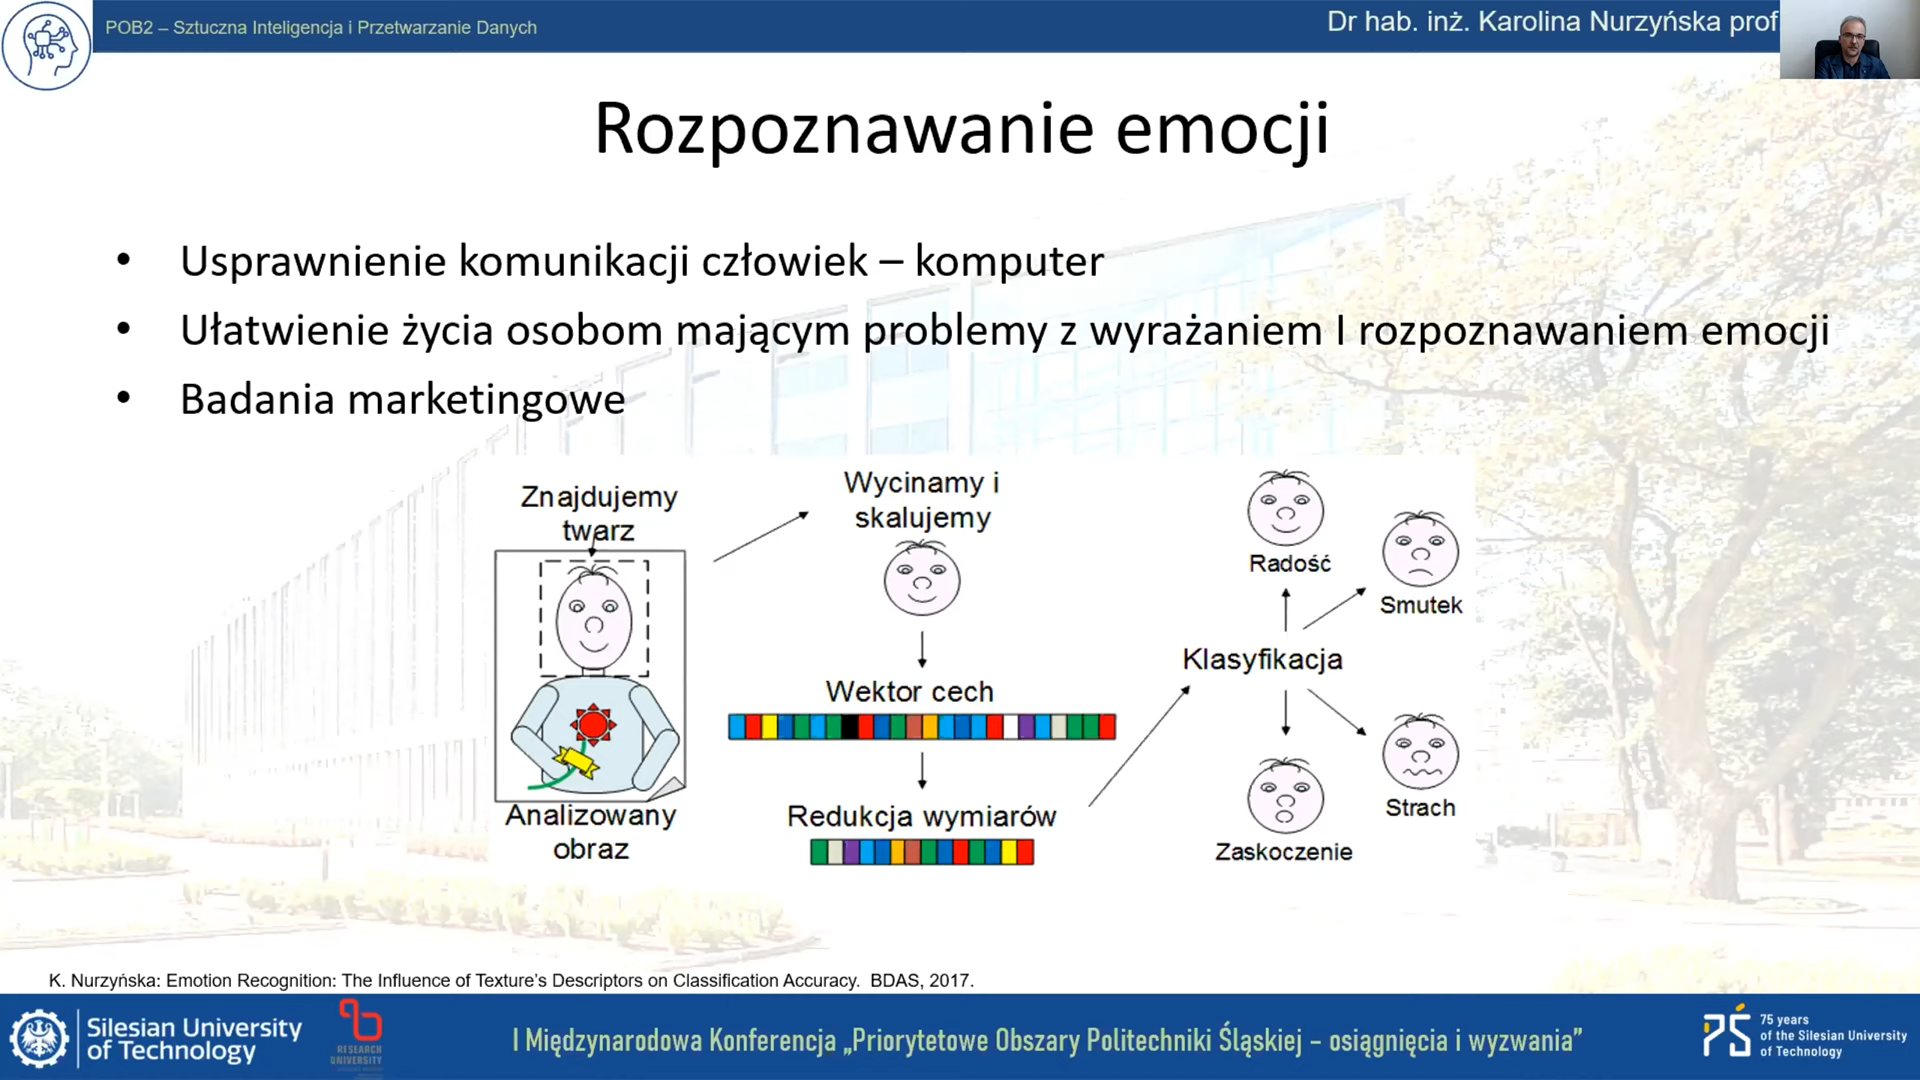 POB2 – Sztuczna Inteligencja i Przetwarzanie Danych
Dr hab. inż. Karolina Nurzyńska prof
Rozpoznawanie emocji
• Usprawnienie komunikacji człowiek – komputer
• Ułatwienie życia osobom mającym problemy z wyrażaniem I rozpoznawaniem emocji
• Badania marketingowe
Znajdujemy
twarz
Analizowany
obraz
Wycinamy i
skalujemy
Wektor cech
Redukcja wymiarów
Klasyfikacja
Radość
Smutek
Strach
Zaskoczenie
K. Nurzyńska: Emotion Recognition: The Influence of Texture’s Descriptors on Classification Accuracy. BDAS, 2017.
Silesian University
of Technology
RESEARCH
UNIVERSITY
I Międzynarodowa Konferencja „Priorytetowe Obszary Politechniki Śląskiej – osiągnięcia i wyzwania”
75 years
of the Silesian University
of Technology